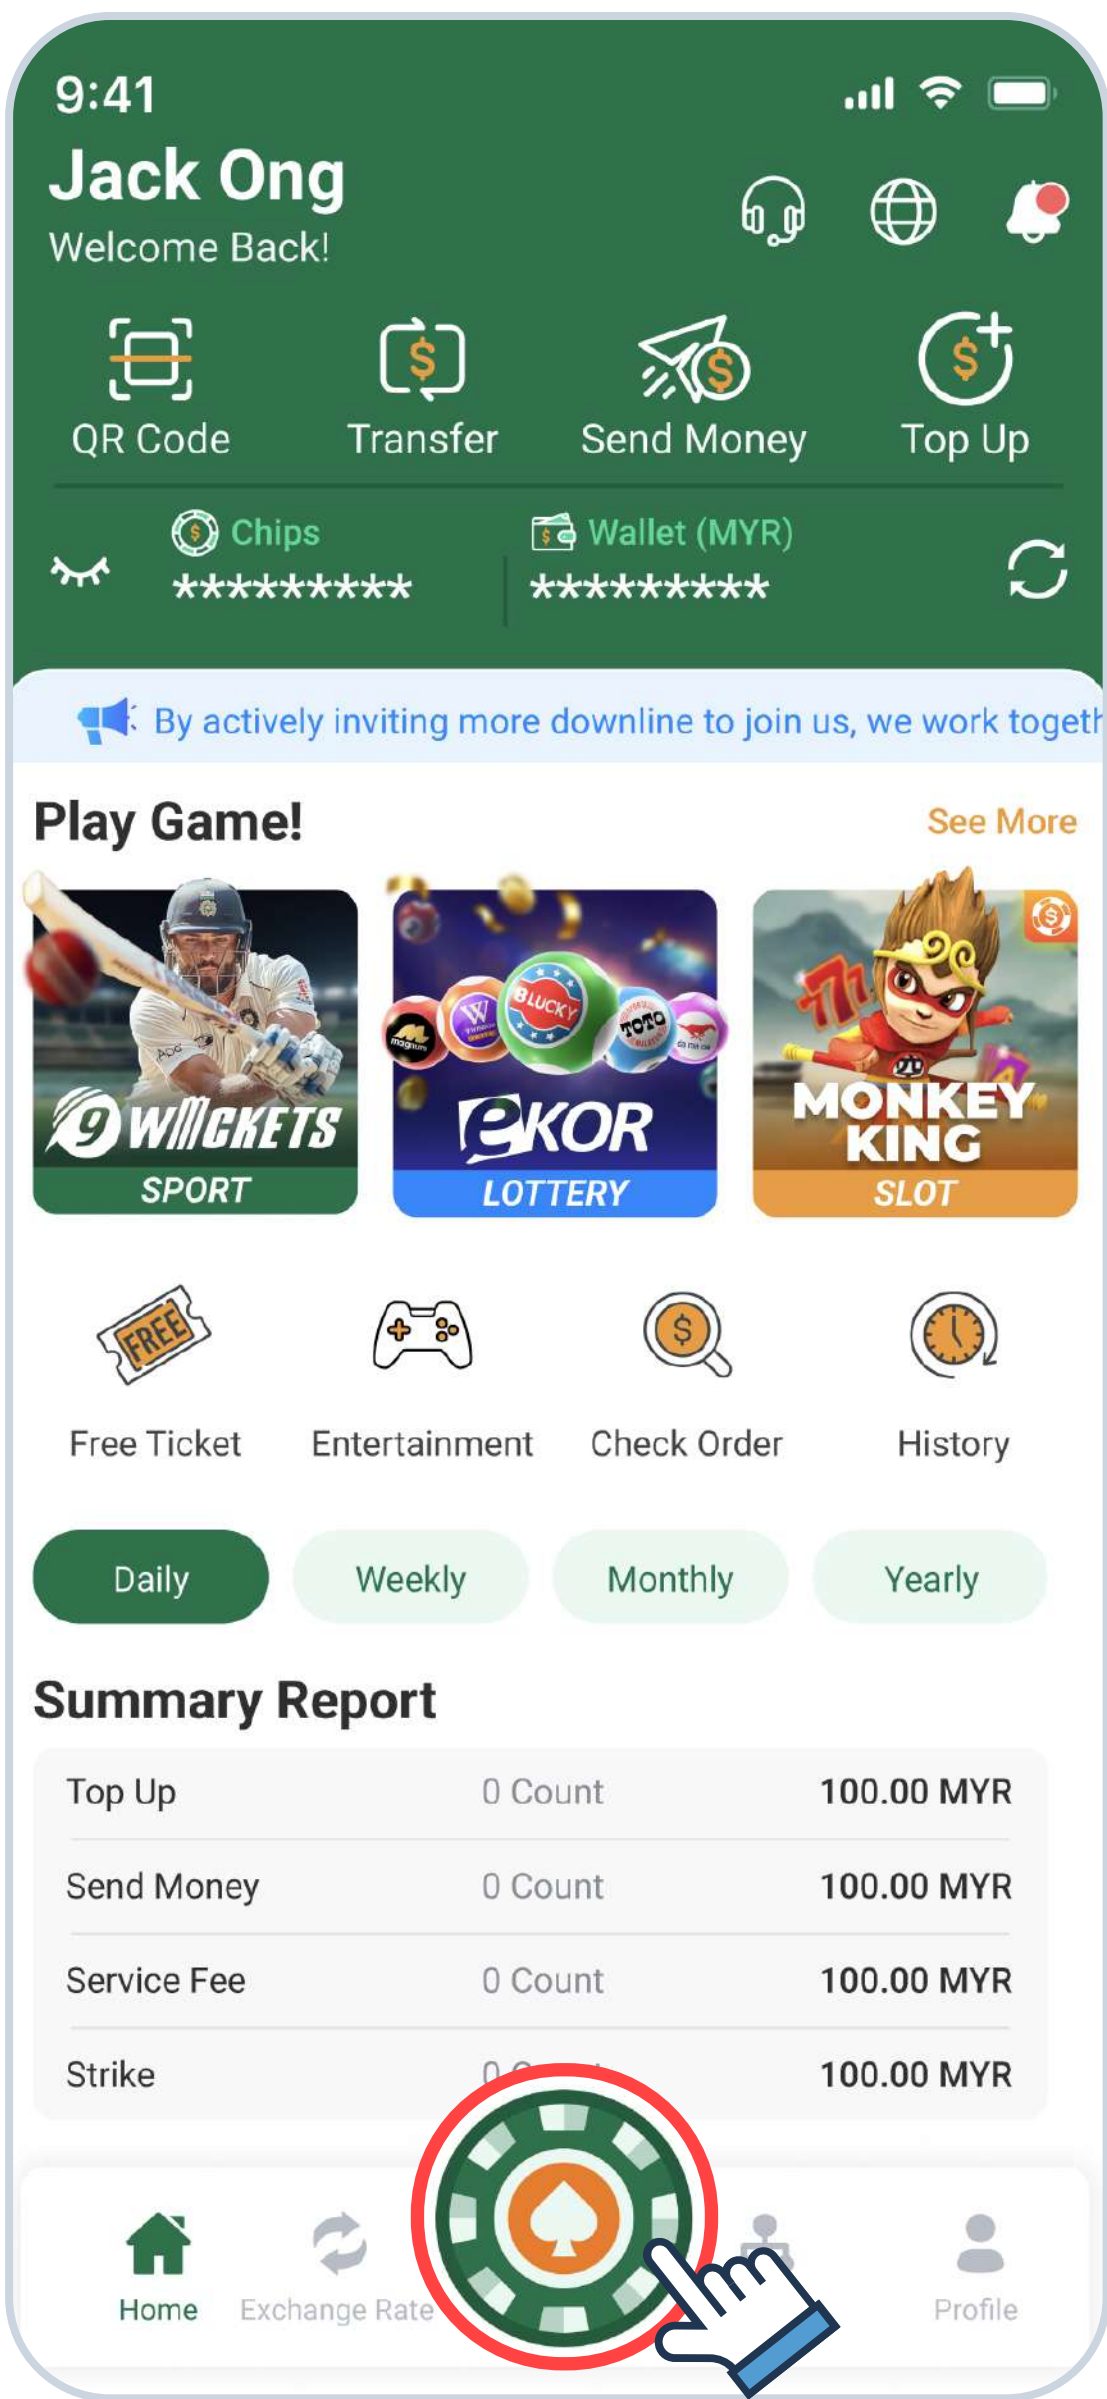 9:41
Jack Ong
Welcome Back!
QR Code Transfer Send Money Top Up
Chips Wallet (MYR)
********* *********
By actively inviting more downline to join us, we work togeth
Play Game! See More
magnum W BLUCKY TOTO
9WICKETS eKOR MONKEY
KING
SPORT LOTTERY SLOT
FREE
Free Ticket Entertainment Check Order History
Daily Weekly Monthly Yearly
Summary Report
Top Up 0 Count 100.00 MYR
Send Money 0 Count 100.00 MYR
Service Fee 0 Count 100.00 MYR
Strike 0 100.00 MYR
Home Exchange Rate Profile